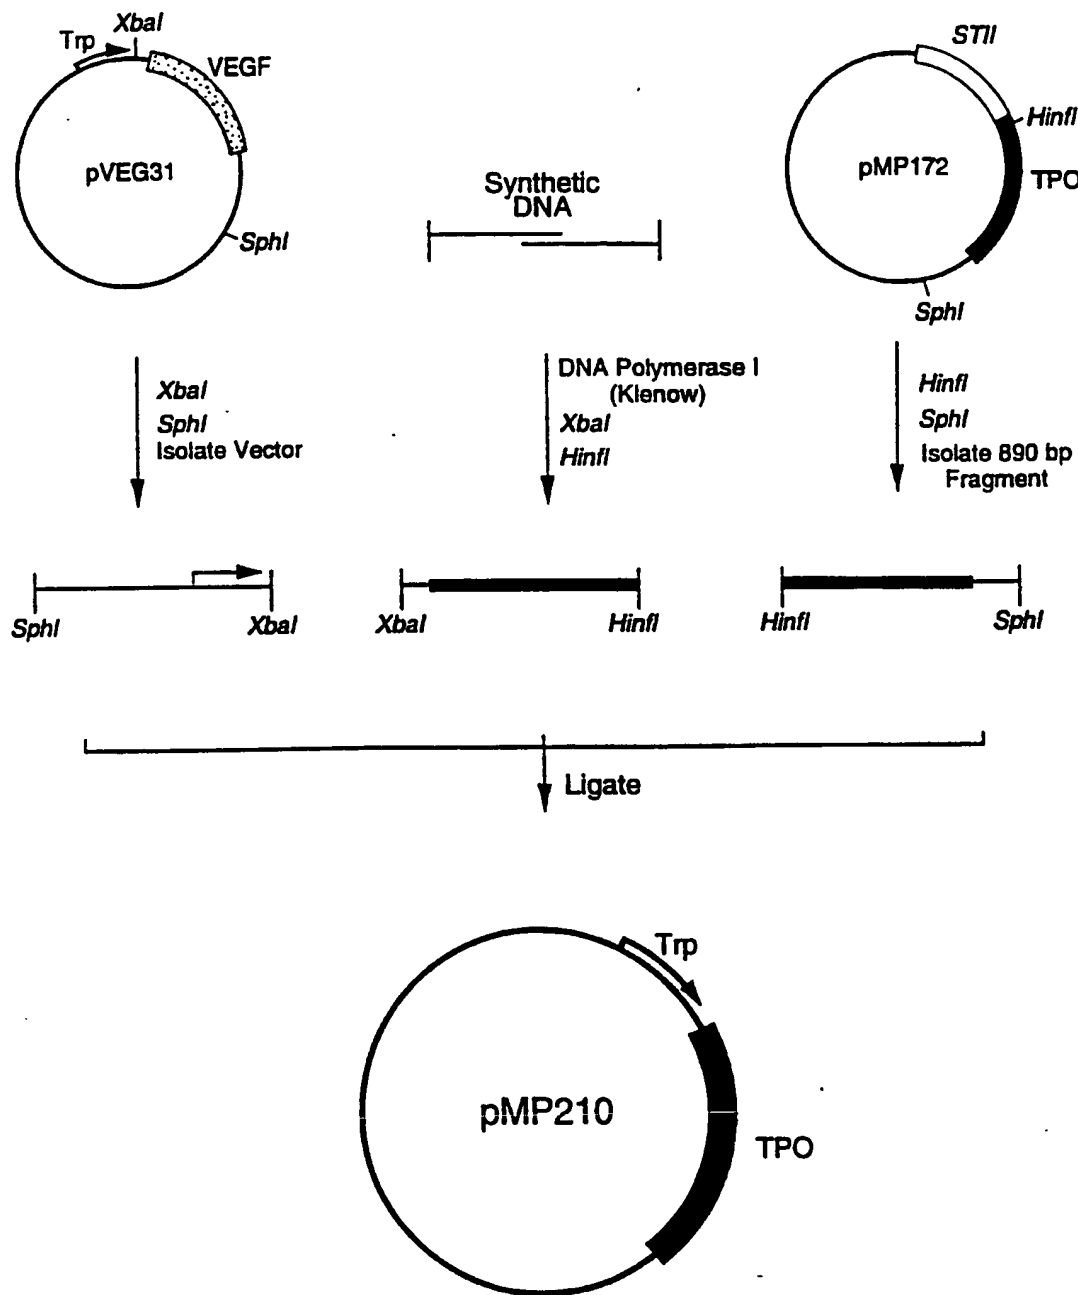 XbaI
Trp
VEGF
pVEG31
SphI
Synthetic
DNA
STII
HinfI
pMP172
TPO
SphI
XbaI
SphI
Isolate Vector
DNA Polymerase I
(Klenow)
XbaI
HinfI
HinfI
SphI
Isolate 890 bp
Fragment
SphI
XbaI
XbaI
HinfI
HinfI
SphI
Ligate
Trp
pMP210
TPO